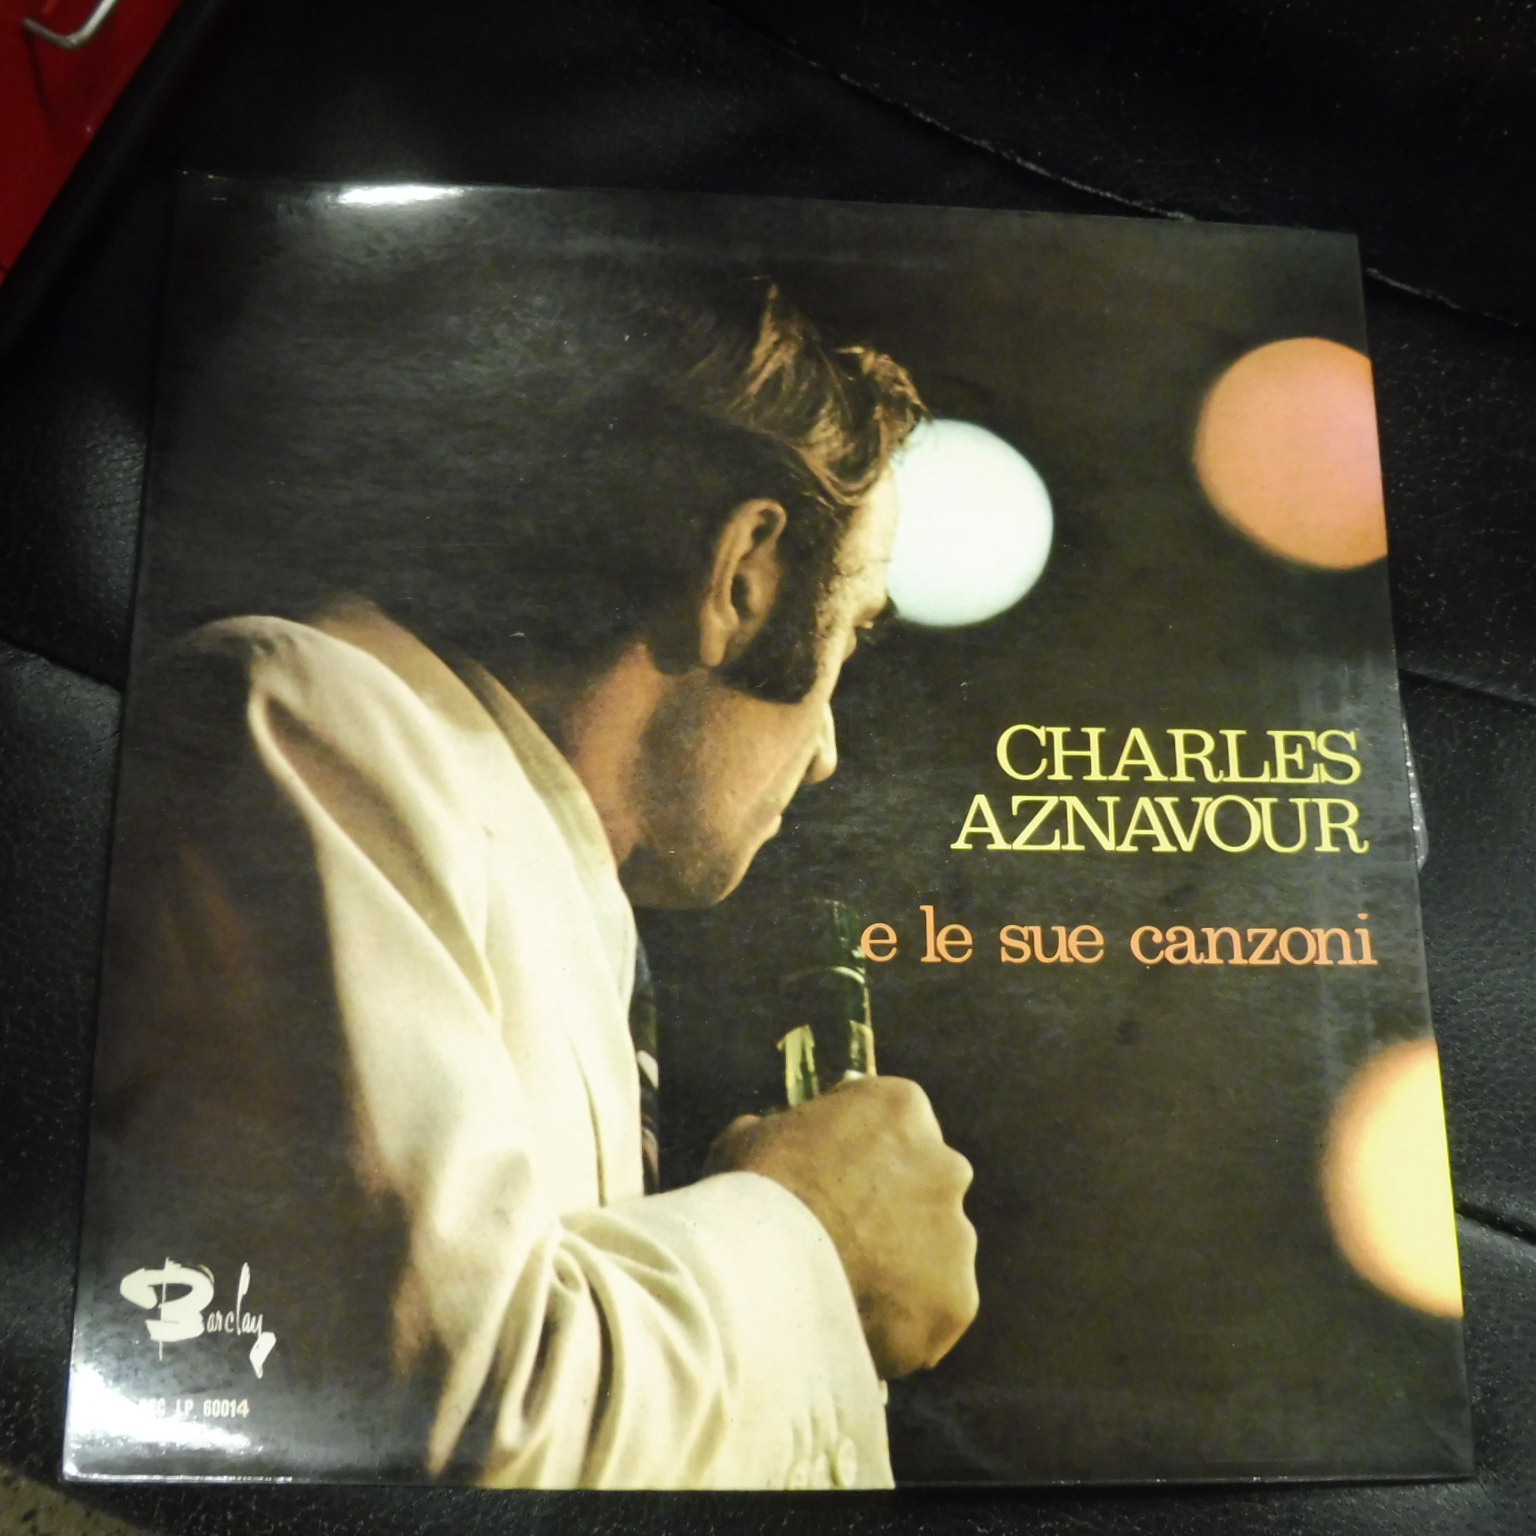 CHARLES
AZNAVOUR
e le sue canzoni
Barclay
LP 60014